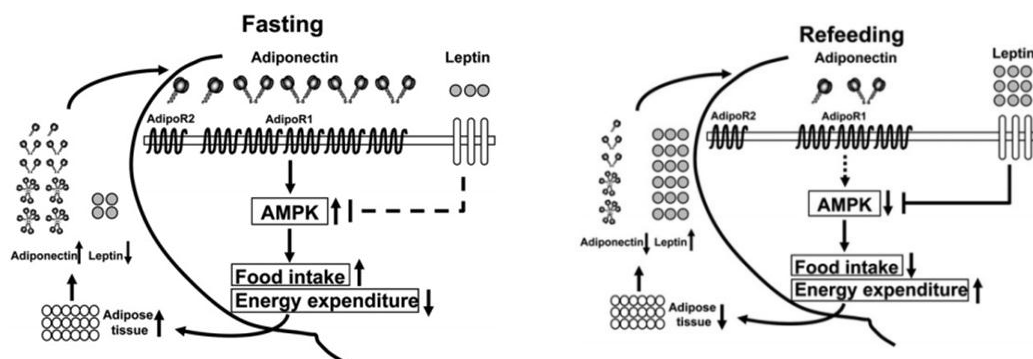 Fasting
Adiponectin
Leptin
AdipoR2
AdipoR1
AMPK
Adiponectin
Leptin
Food intake
Energy expenditure
Adipose
tissue
Refeeding
Adiponectin
Leptin
AdipoR2
AdipoR1
AMPK
Adiponectin
Leptin
Food intake
Energy expenditure
Adipose
tissue